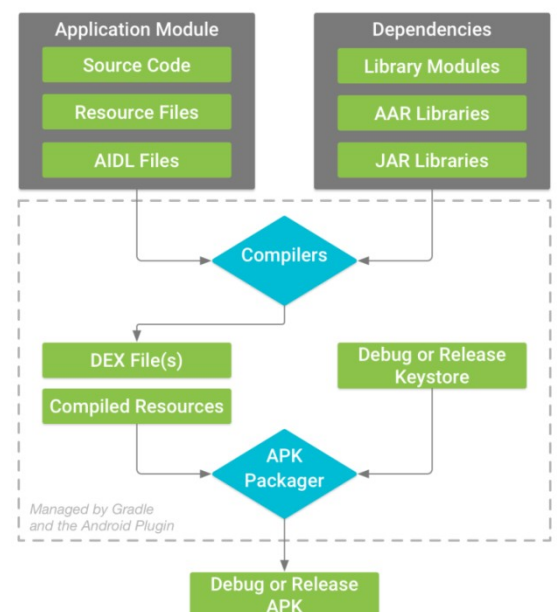 Application Module
Source Code
Resource Files
AIDL Files
Dependencies
Library Modules
AAR Libraries
JAR Libraries
Compilers
DEX File(s)
Compiled Resources
Debug or Release
Keystore
APK
Packager
Managed by Gradle
and the Android Plugin
Debug or Release
APK